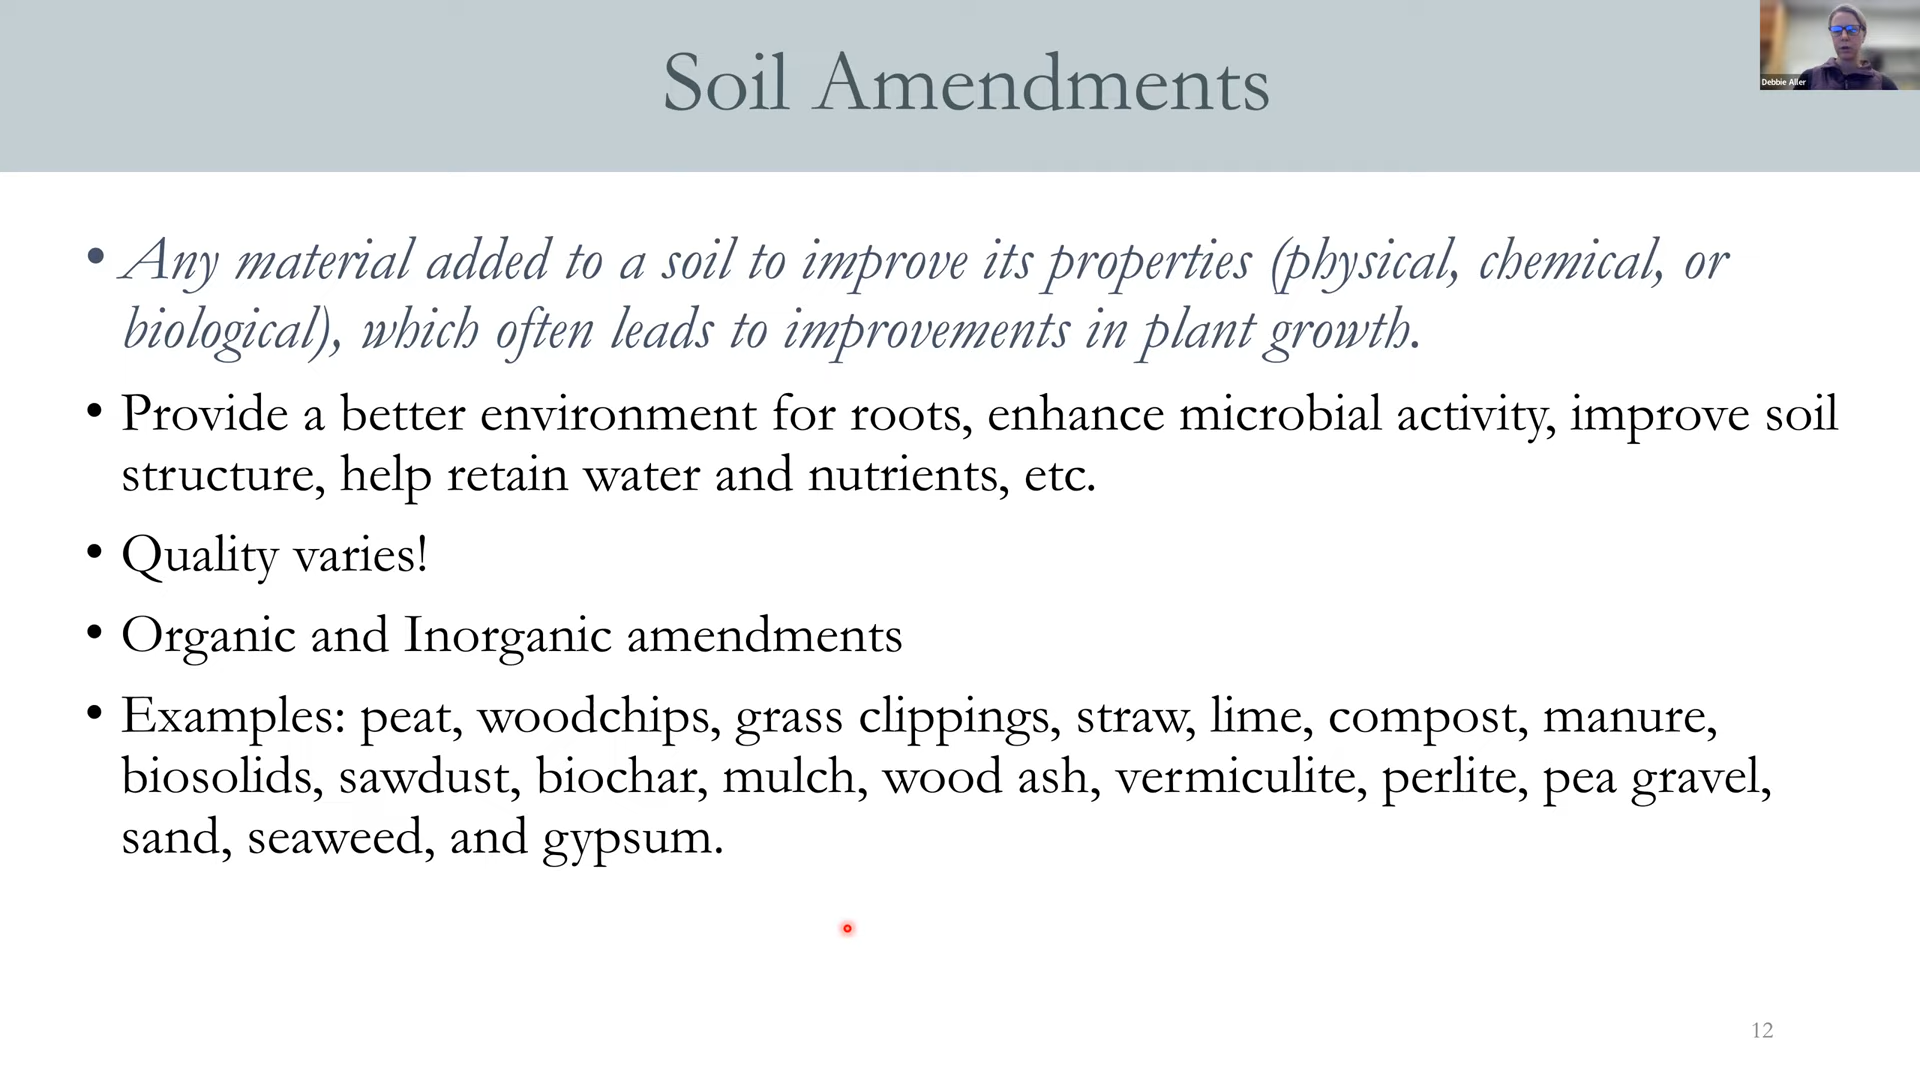 Soil Amendments
Debbie Aller
• Any material added to a soil to improve its properties (physical, chemical, or
biological), which often leads to improvements in plant growth.
• Provide a better environment for roots, enhance microbial activity, improve soil
structure, help retain water and nutrients, etc.
• Quality varies!
• Organic and Inorganic amendments
• Examples: peat, woodchips, grass clippings, straw, lime, compost, manure,
biosolids, sawdust, biochar, mulch, wood ash, vermiculite, perlite, pea gravel,
sand, seaweed, and gypsum.
12